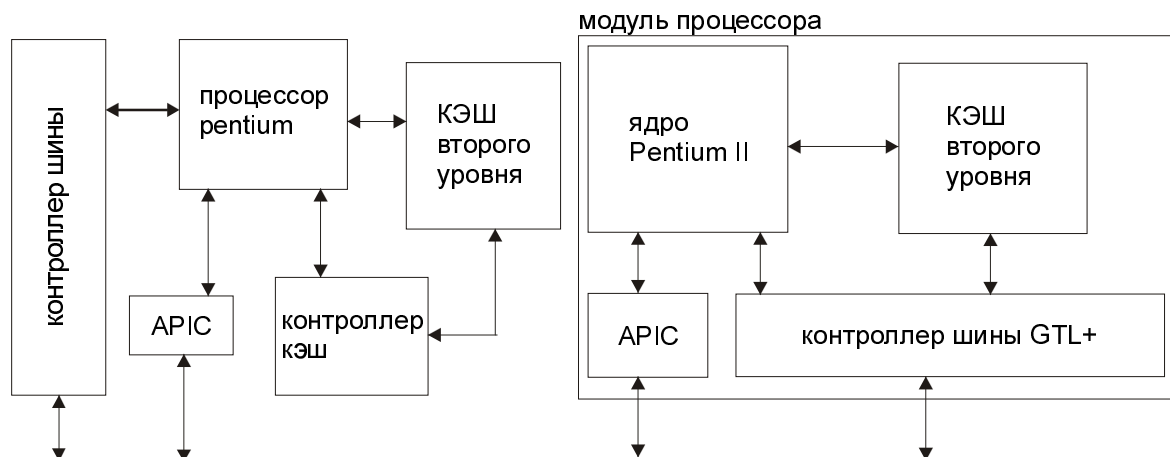 контроллер шины
процессор
pentium
КЭШ
второго
уровня
APIC
контроллер
кэш
модуль процессора
ядро
Pentium II
КЭШ
второго
уровня
APIC
контроллер шины GTL+